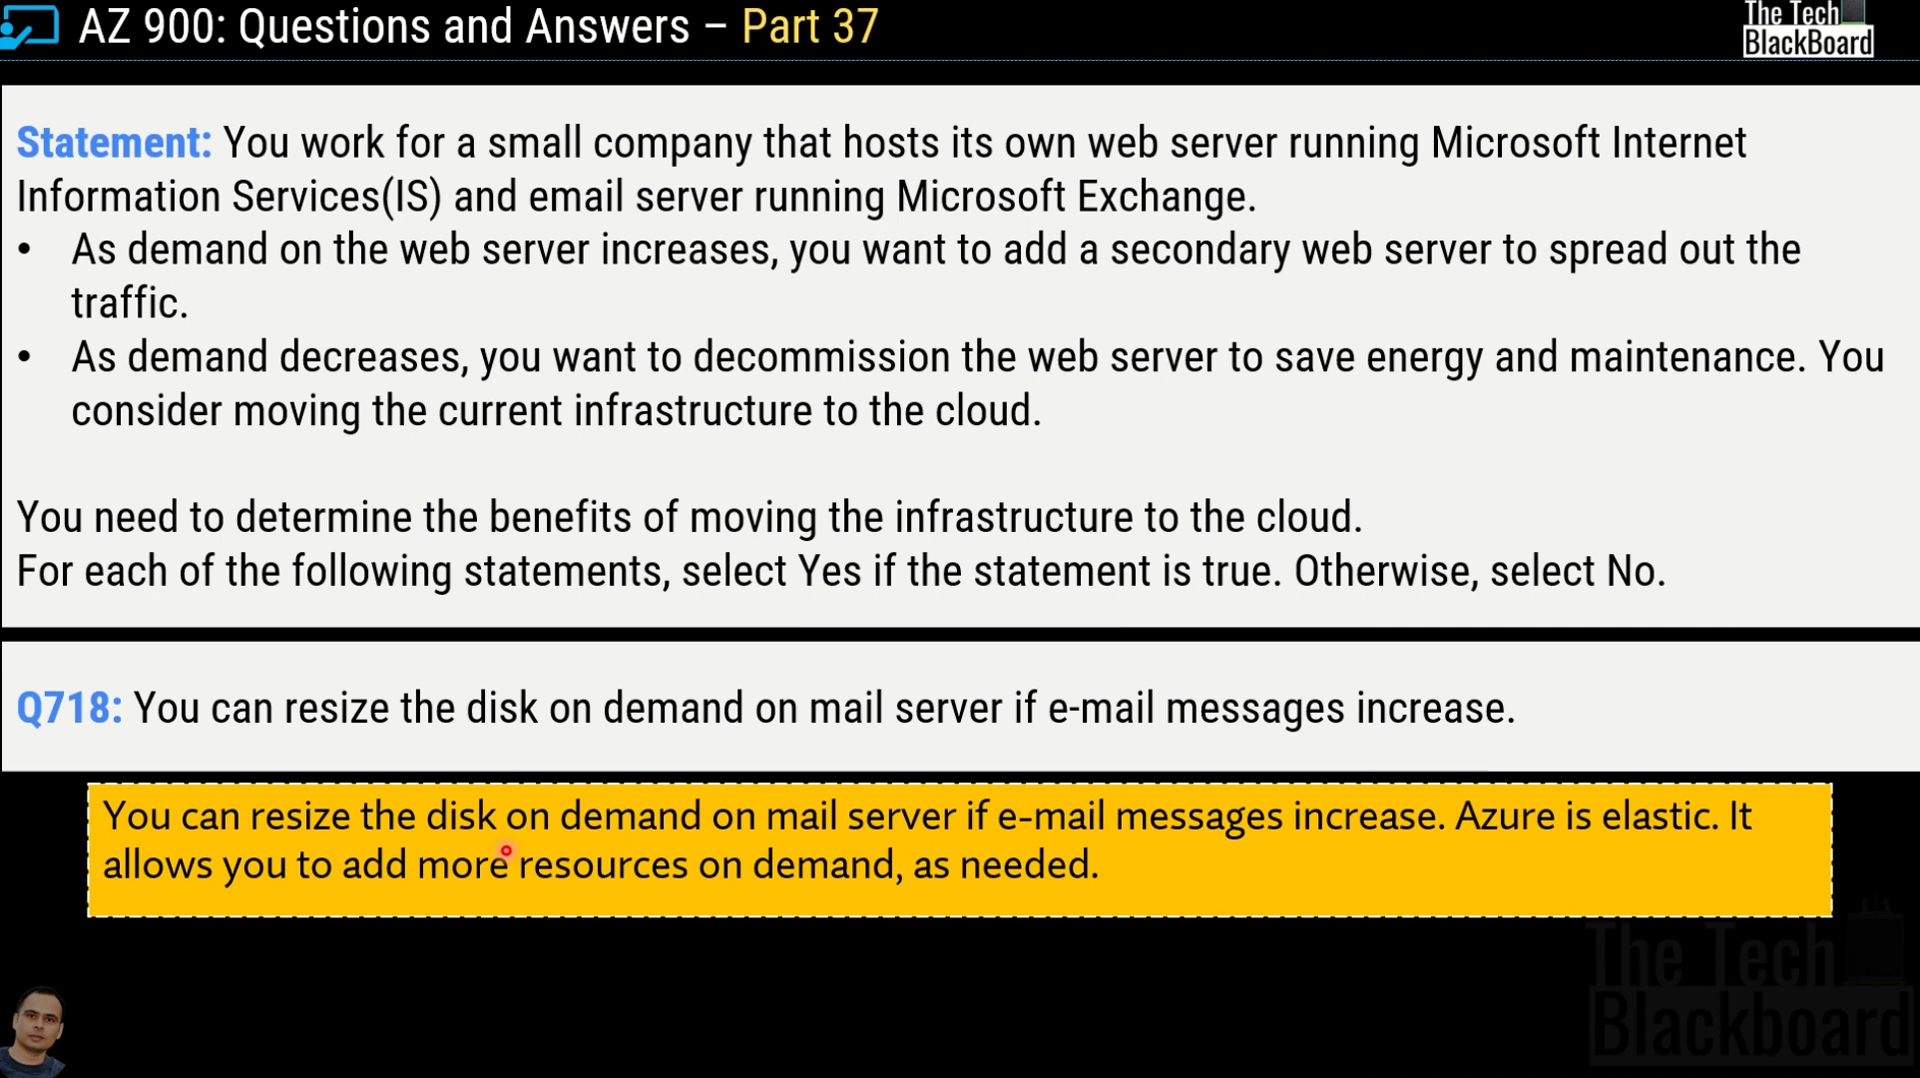 AZ 900: Questions and Answers – Part 37
The Tech
BlackBoard
Statement: You work for a small company that hosts its own web server running Microsoft Internet
Information Services(IS) and email server running Microsoft Exchange.
• As demand on the web server increases, you want to add a secondary web server to spread out the
traffic.
• As demand decreases, you want to decommission the web server to save energy and maintenance. You
consider moving the current infrastructure to the cloud.
You need to determine the benefits of moving the infrastructure to the cloud.
For each of the following statements, select Yes if the statement is true. Otherwise, select No.
Q718: You can resize the disk on demand on mail server if e-mail messages increase.
You can resize the disk on demand on mail server if e-mail messages increase. Azure is elastic. It
allows you to add more resources on demand, as needed.
The Tech
Blackboard